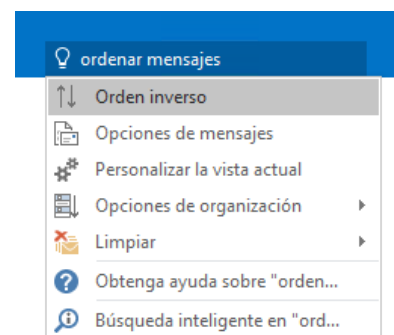 ordenar mensajes
Orden inverso
Opciones de mensajes
Personalizar la vista actual
Opciones de organización
Limpiar
Obtenga ayuda sobre "orden...
Búsqueda inteligente en "ord...